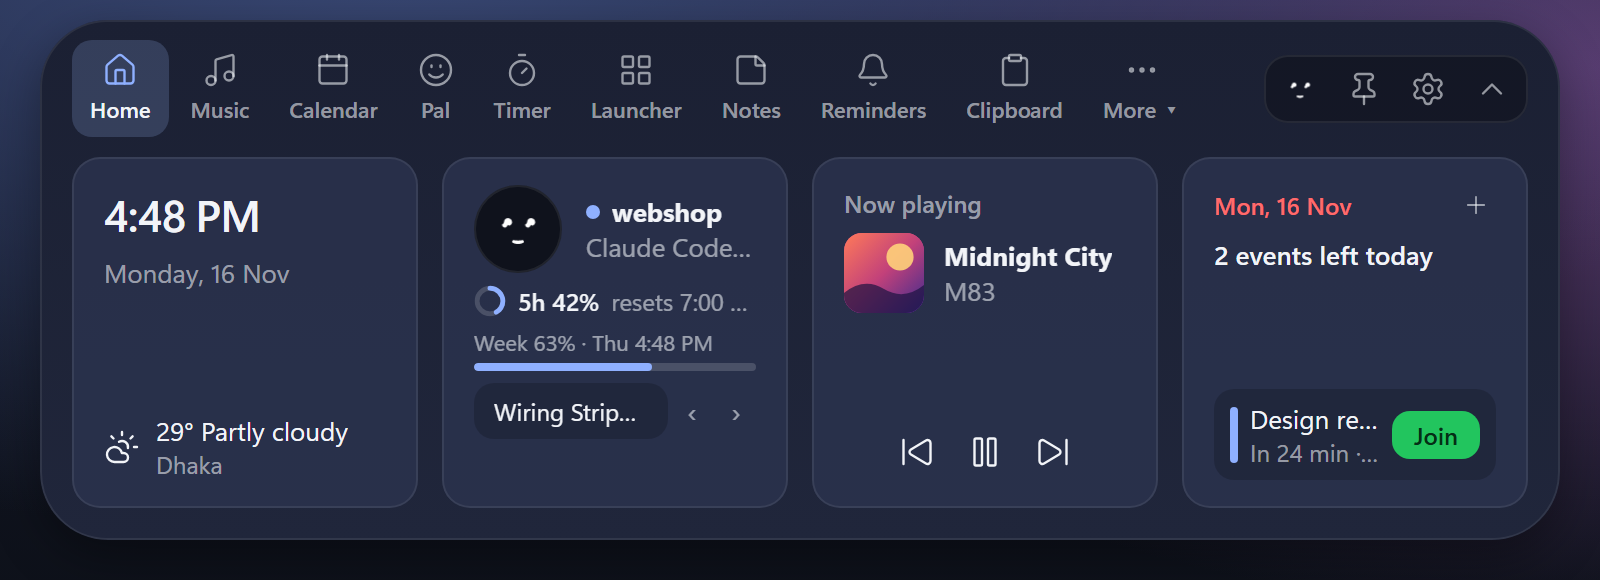 Home
Music
Calendar
Pal
Timer
Launcher
Notes
Reminders
Clipboard
More
4:48 PM
Monday, 16 Nov
29° Partly cloudy
Dhaka
webshop
Claude Code...
5h 42% resets 7:00 ...
Week 63% · Thu 4:48 PM
Wiring Strip...
Now playing
Midnight City
M83
Mon, 16 Nov
2 events left today
Design re...
In 24 min ·...
Join